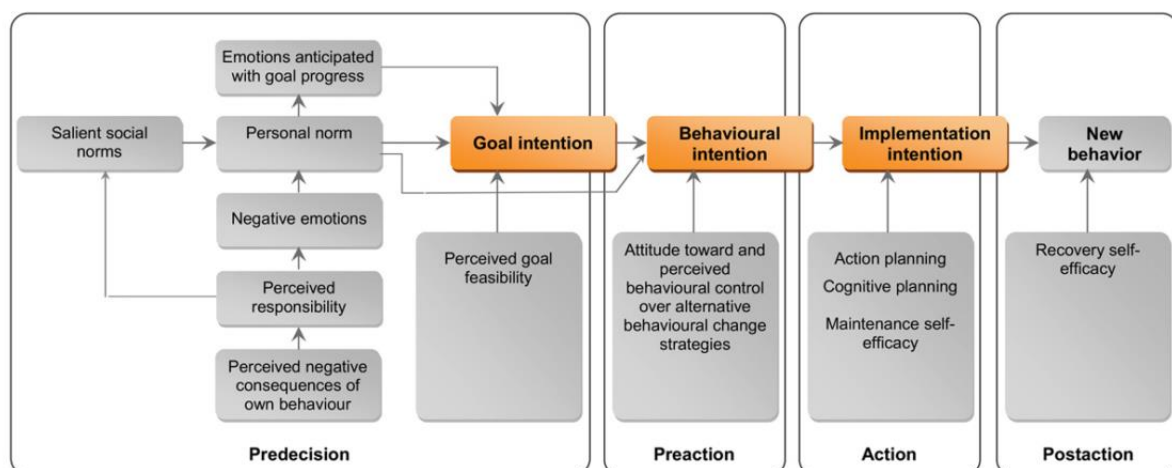 Emotions anticipated
with goal progress
Salient social
norms
Personal norm
Goal intention
Behavioural
intention
Implementation
intention
New
behavior
Negative emotions
Perceived
responsibility
Perceived negative
consequences of
own behaviour
Perceived goal
feasibility
Attitude toward and
perceived
behavioural control
over alternative
behavioural change
strategies
Action planning
Cognitive planning
Maintenance self-
efficacy
Recovery self-
efficacy
Predecision
Preaction
Action
Postaction